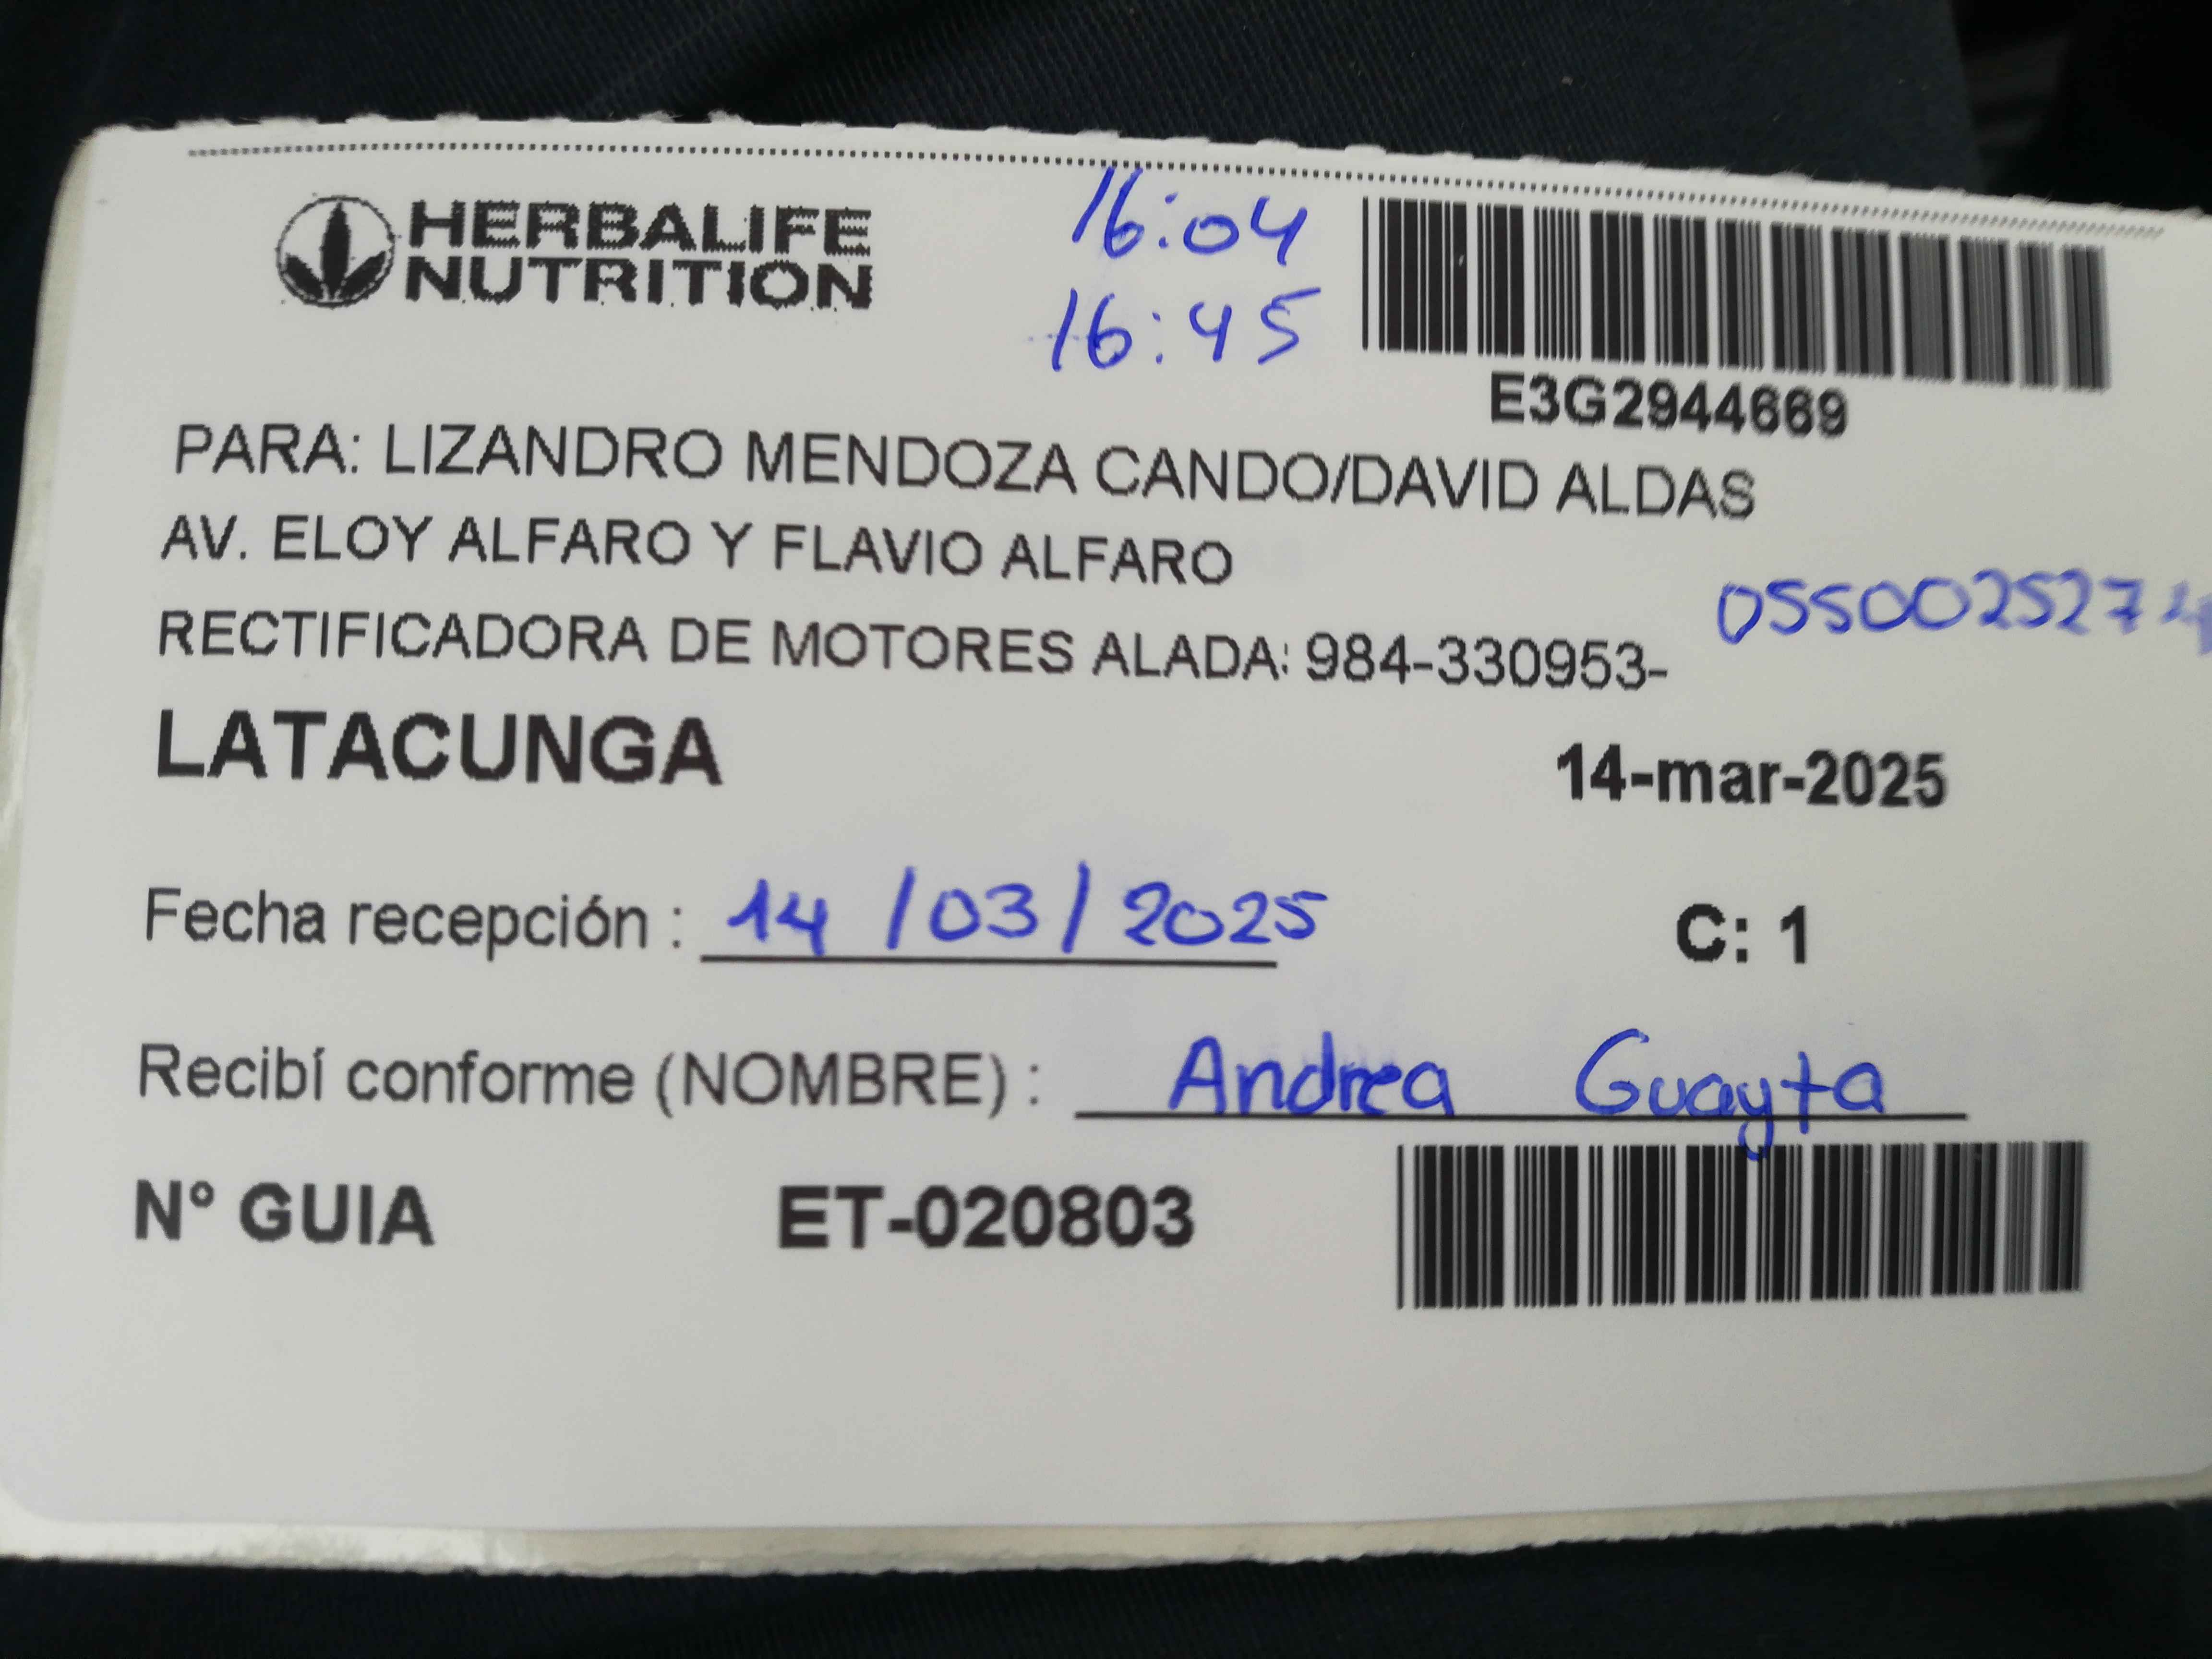 HERBALIFE
NUTRITION
16:04
16:45
E3G2944669
PARA: LIZANDRO MENDOZA CANDO/DAVID ALDAS
AV. ELOY ALFARO Y FLAVIO ALFARO
0550025274
RECTIFICADORA DE MOTORES ALADA: 984-330953-
LATACUNGA
14-mar-2025
Fecha recepción : 14/03/2025
C: 1
Recibí conforme (NOMBRE) : Andrea Guayta
N° GUIA ET-020803